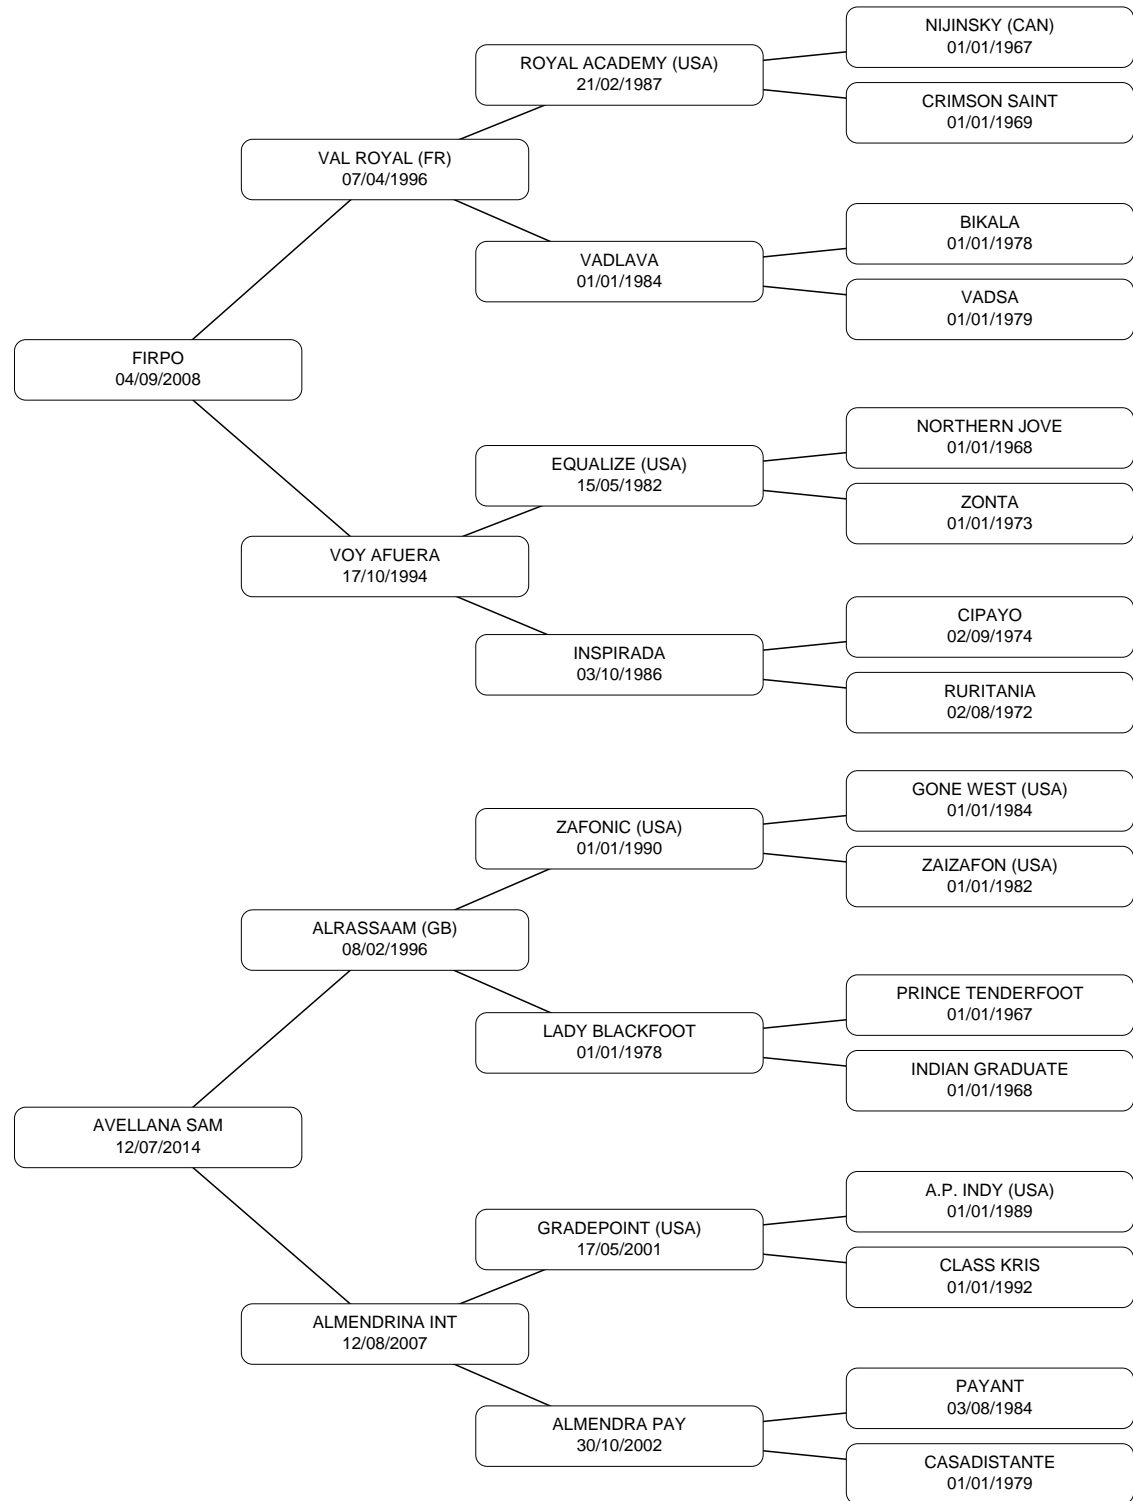 NIJINSKY (CAN)
01/01/1967
ROYAL ACADEMY (USA)
21/02/1987
CRIMSON SAINT
01/01/1969
VAL ROYAL (FR)
07/04/1996
BIKALA
01/01/1978
VADLAVA
01/01/1984
VADSA
01/01/1979
FIRPO
04/09/2008
NORTHERN JOVE
01/01/1968
EQUALIZE (USA)
15/05/1982
ZONTA
01/01/1973
VOY AFUERA
17/10/1994
CIPAYO
02/09/1974
INSPIRADA
03/10/1986
RURITANIA
02/08/1972
GONE WEST (USA)
01/01/1984
ZAFONIC (USA)
01/01/1990
ZAIZAFON (USA)
01/01/1982
ALRASSAAM (GB)
08/02/1996
PRINCE TENDERFOOT
01/01/1967
LADY BLACKFOOT
01/01/1978
INDIAN GRADUATE
01/01/1968
AVELLANA SAM
12/07/2014
A.P. INDY (USA)
01/01/1989
GRADEPOINT (USA)
17/05/2001
CLASS KRIS
01/01/1992
ALMENDRINA INT
12/08/2007
PAYANT
03/08/1984
ALMENDRA PAY
30/10/2002
CASADISTANTE
01/01/1979